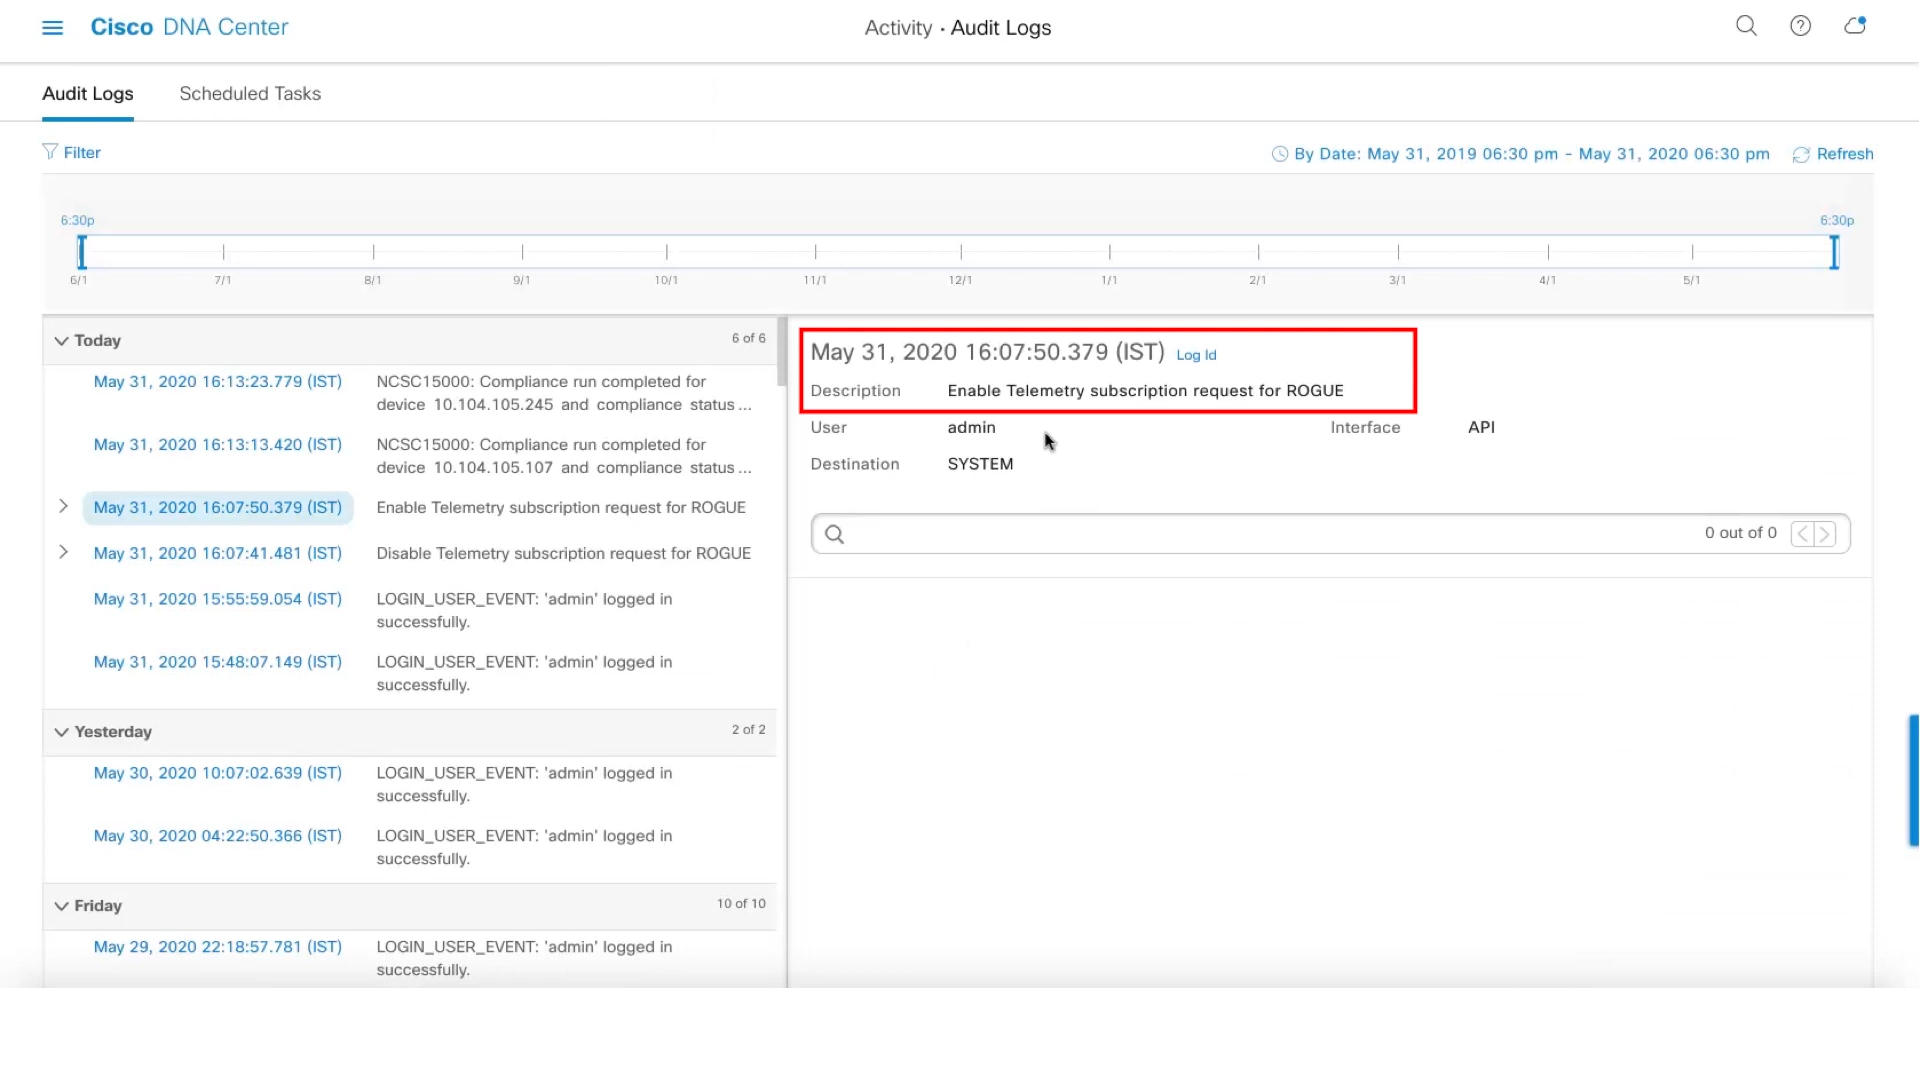 Cisco DNA Center
Activity · Audit Logs
Audit Logs
Scheduled Tasks
Filter
By Date: May 31, 2019 06:30 pm - May 31, 2020 06:30 pm
Refresh
6:30p
6:30p
6/1
7/1
8/1
9/1
10/1
11/1
12/1
1/1
2/1
3/1
4/1
5/1
Today
6 of 6
May 31, 2020 16:13:23.779 (IST)
NCSC15000: Compliance run completed for
device 10.104.105.245 and compliance status ...
May 31, 2020 16:13:13.420 (IST)
NCSC15000: Compliance run completed for
device 10.104.105.107 and compliance status ...
May 31, 2020 16:07:50.379 (IST)
Enable Telemetry subscription request for ROGUE
May 31, 2020 16:07:41.481 (IST)
Disable Telemetry subscription request for ROGUE
May 31, 2020 15:55:59.054 (IST)
LOGIN_USER_EVENT: 'admin' logged in
successfully.
May 31, 2020 15:48:07.149 (IST)
LOGIN_USER_EVENT: 'admin' logged in
successfully.
Yesterday
2 of 2
May 30, 2020 10:07:02.639 (IST)
LOGIN_USER_EVENT: 'admin' logged in
successfully.
May 30, 2020 04:22:50.366 (IST)
LOGIN_USER_EVENT: 'admin' logged in
successfully.
Friday
10 of 10
May 29, 2020 22:18:57.781 (IST)
LOGIN_USER_EVENT: 'admin' logged in
successfully.
May 31, 2020 16:07:50.379 (IST) Log Id
Description
Enable Telemetry subscription request for ROGUE
User
admin
Interface
API
Destination
SYSTEM
0 out of 0